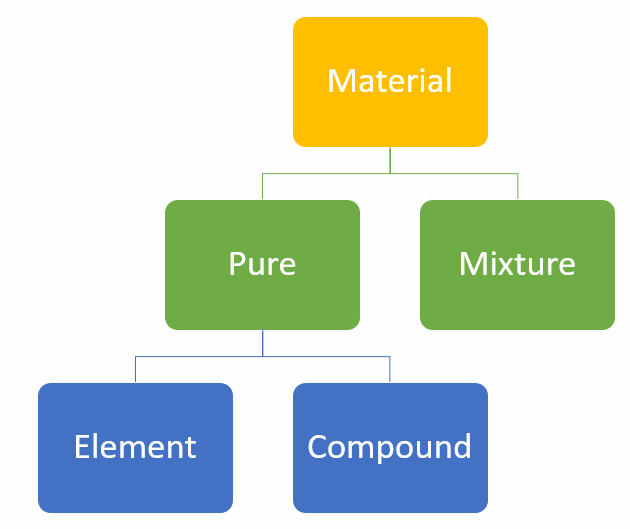 Material
Pure
Mixture
Element
Compound